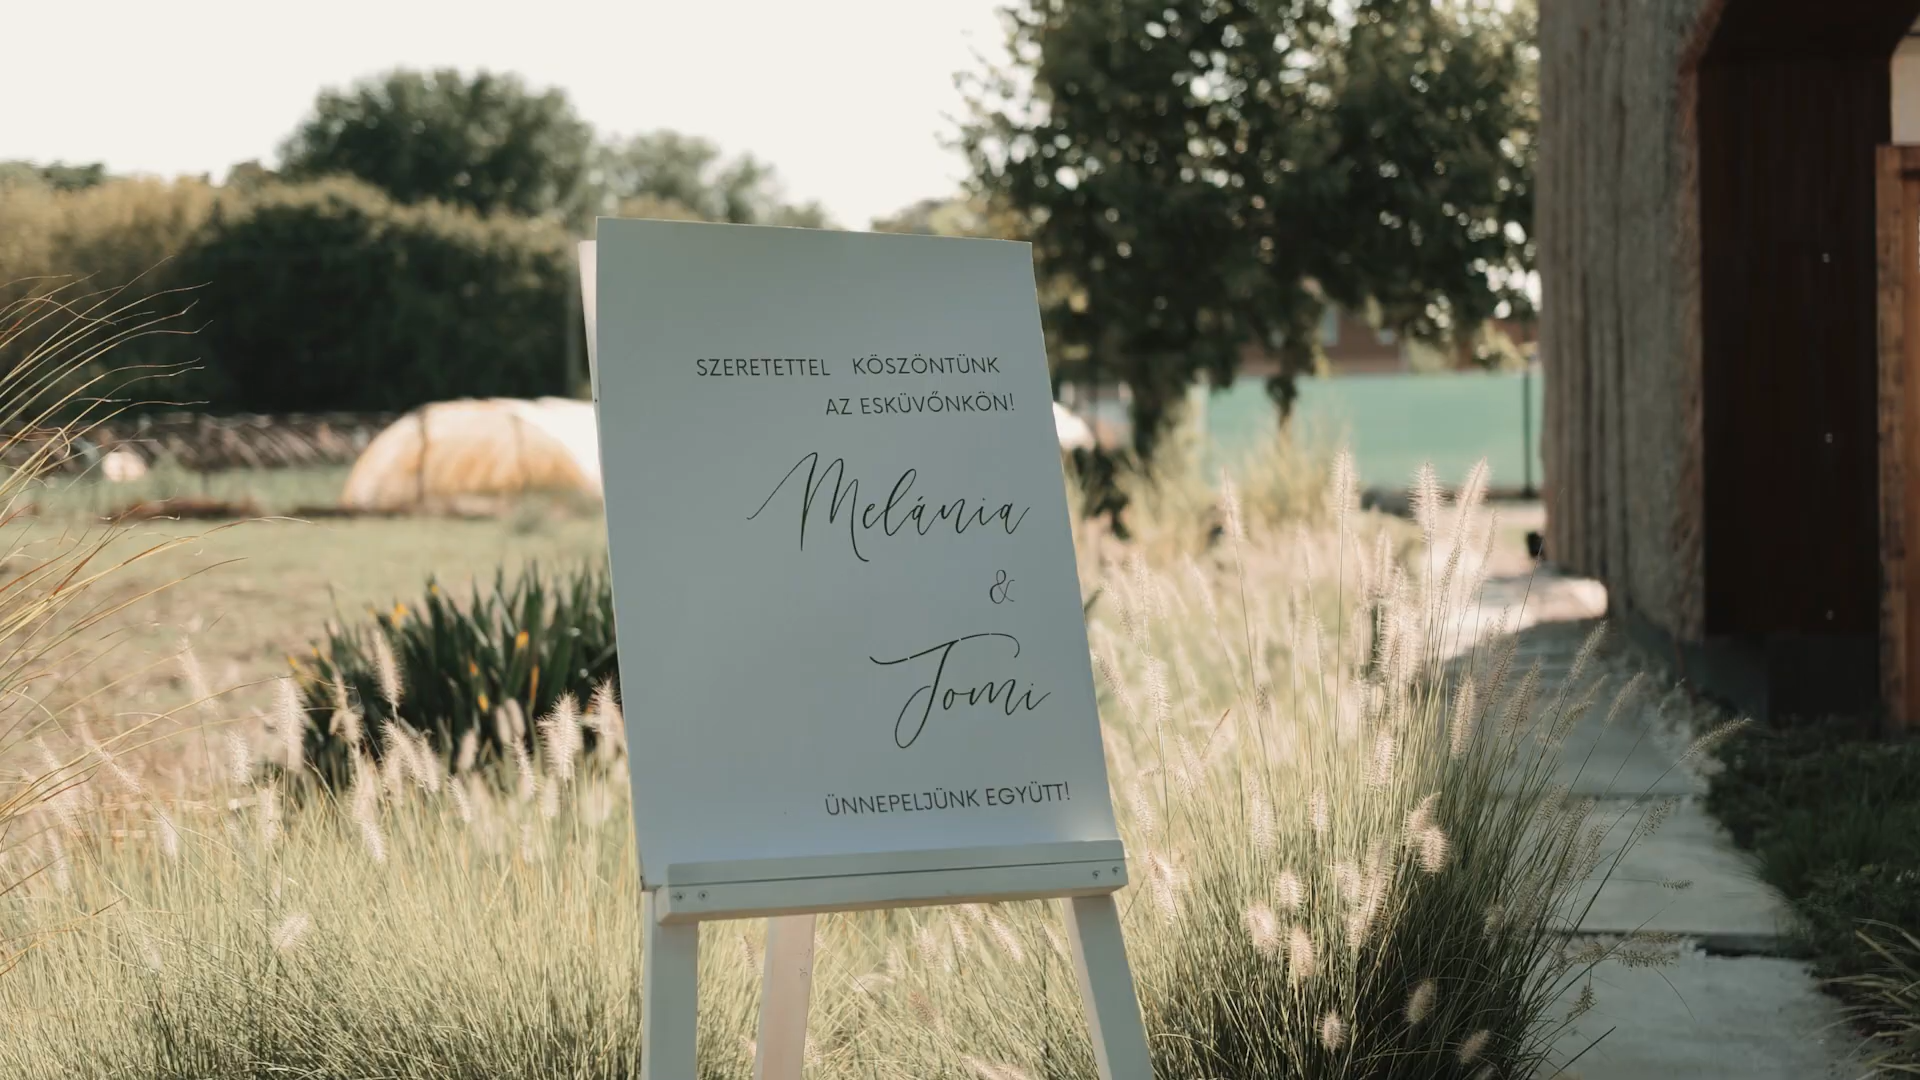 SZERETETTEL KÖSZÖNTÜNK
AZ ESKÜVŐNKÖN!
Melánia
&
Tomi
ÜNNEPELJÜNK EGYÜTT!